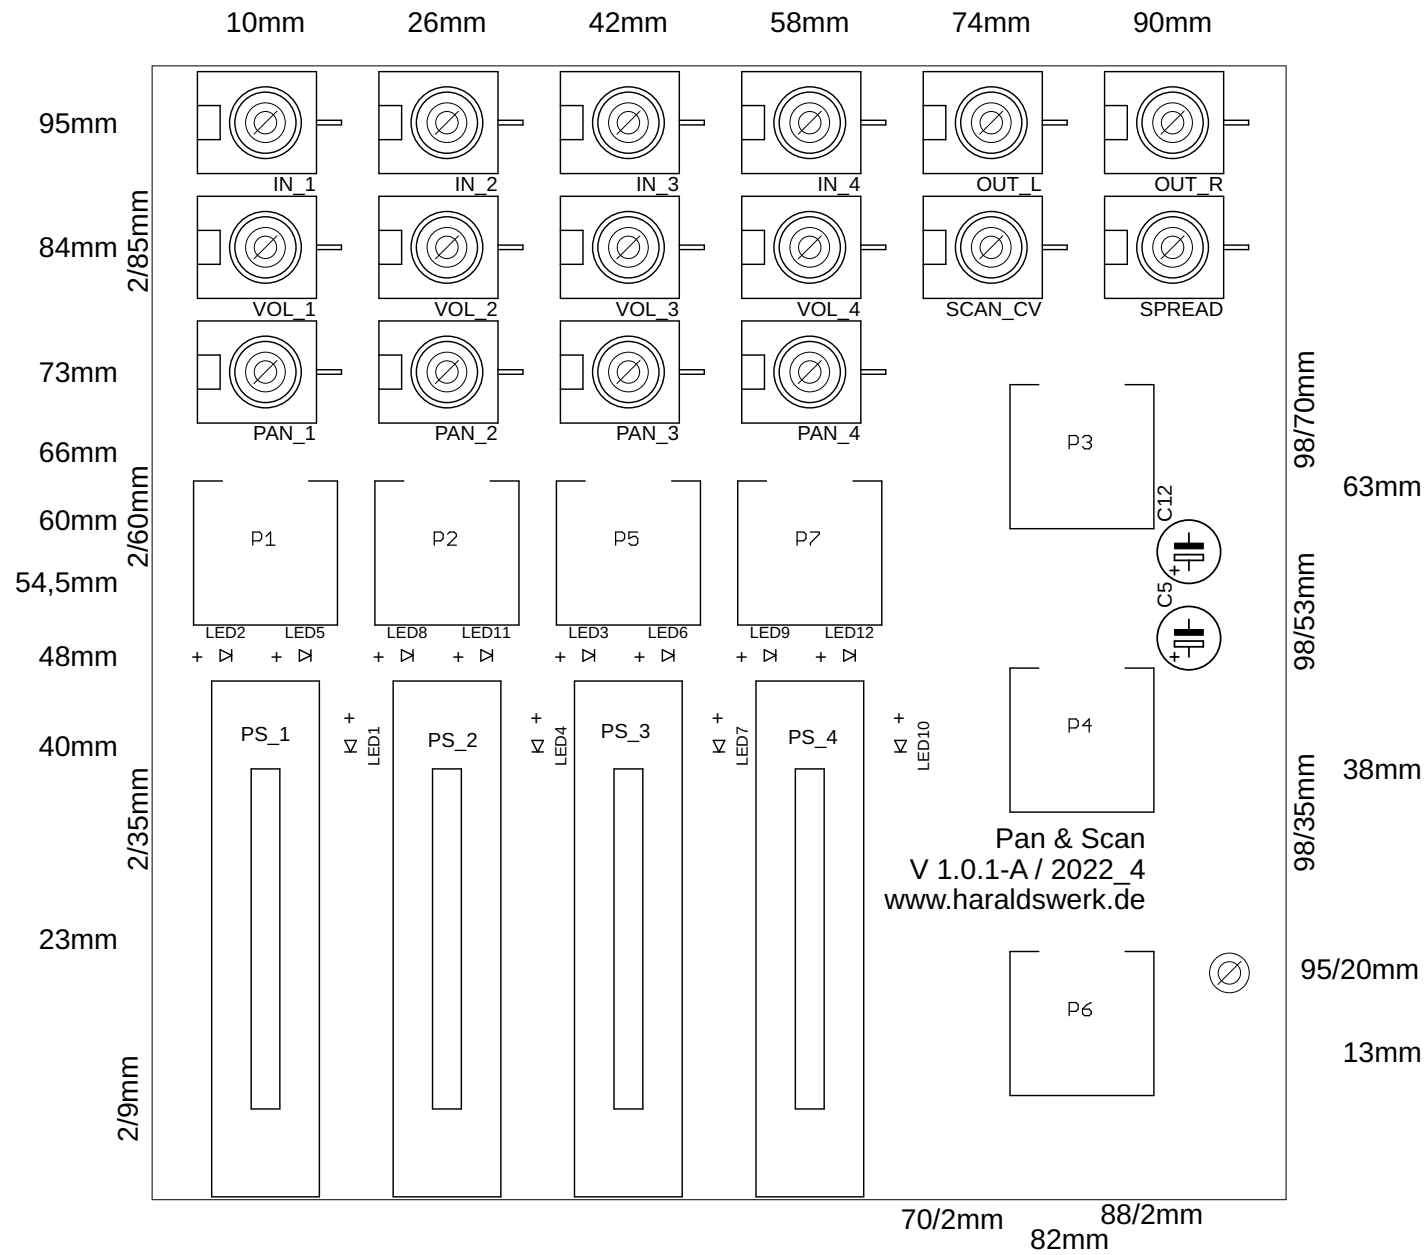 10mm 26mm 42mm 58mm 74mm 90mm
95mm
IN_1 IN_2 IN_3 IN_4 OUT_L OUT_R
2/85mm
84mm
VOL_1 VOL_2 VOL_3 VOL_4 SCAN_CV SPREAD
73mm
PAN_1 PAN_2 PAN_3 PAN_4
98/70mm
P3
66mm
63mm
C12
2/60mm
60mm
P1 P2 P5 P7
54,5mm
C5
98/53mm
LED2 LED5 LED8 LED11 LED3 LED6 LED9 LED12
48mm
+ + + + + + + + + +
+ + + +
PS_1 PS_2 PS_3 PS_4
P4
40mm
LED1 LED4 LED7 LED10
38mm
2/35mm
98/35mm
Pan & Scan
V 1.0.1-A / 2022_4
www.haraldswerk.de
23mm
95/20mm
P6
13mm
2/9mm
70/2mm 88/2mm
82mm